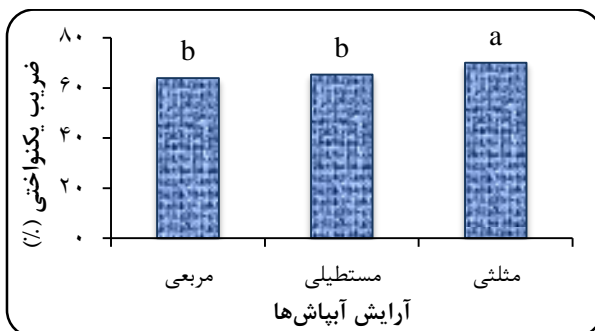 ضریب یکنواختی (٪)
۸۰
۶۰
۴۰
۲۰
۰
b b a
مربعی مستطیلی مثلثی
آرایش آبپاش‌ها